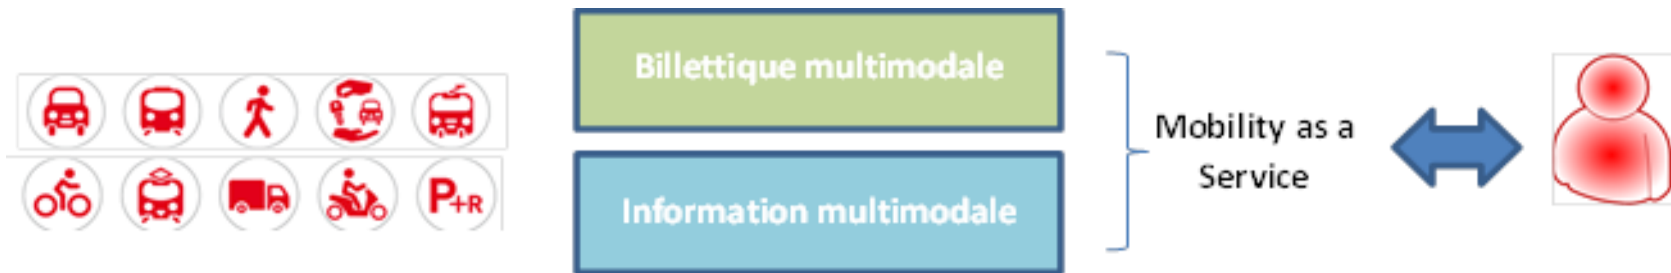 Billettique multimodale
Information multimodale
Mobility as a
Service
P+R